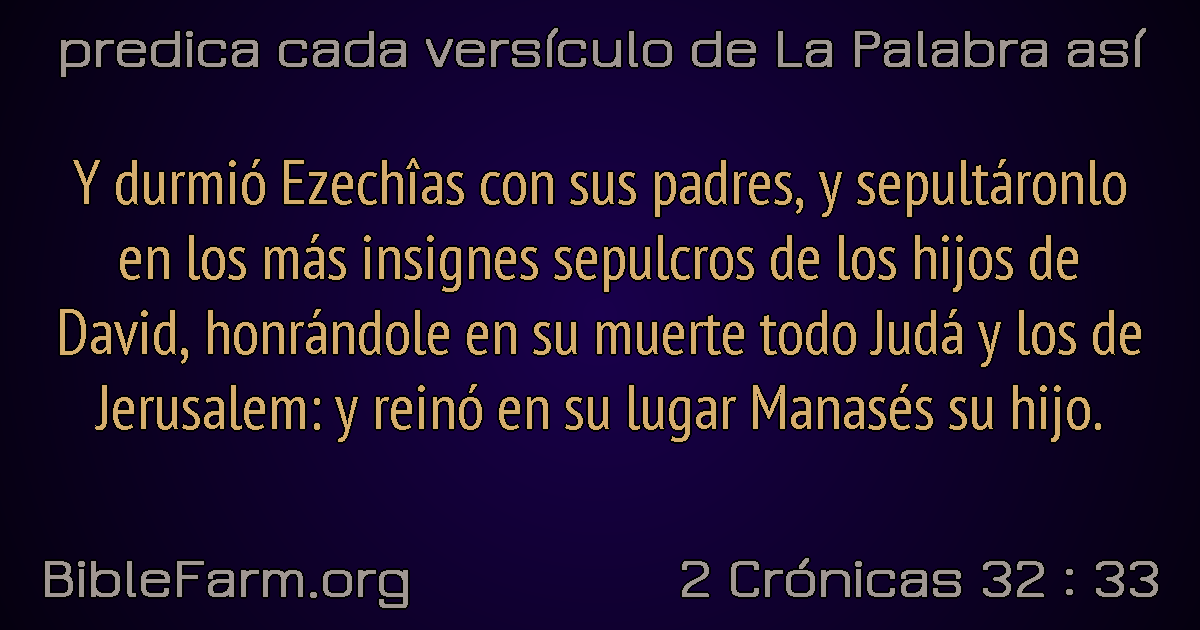 predica cada versículo de La Palabra así
Y durmió Ezechîas con sus padres, y sepultáronlo
en los más insignes sepulcros de los hijos de
David, honrándole en su muerte todo Judá y los de
Jerusalem: y reinó en su lugar Manasés su hijo.
BibleFarm.org
2 Crónicas 32 : 33